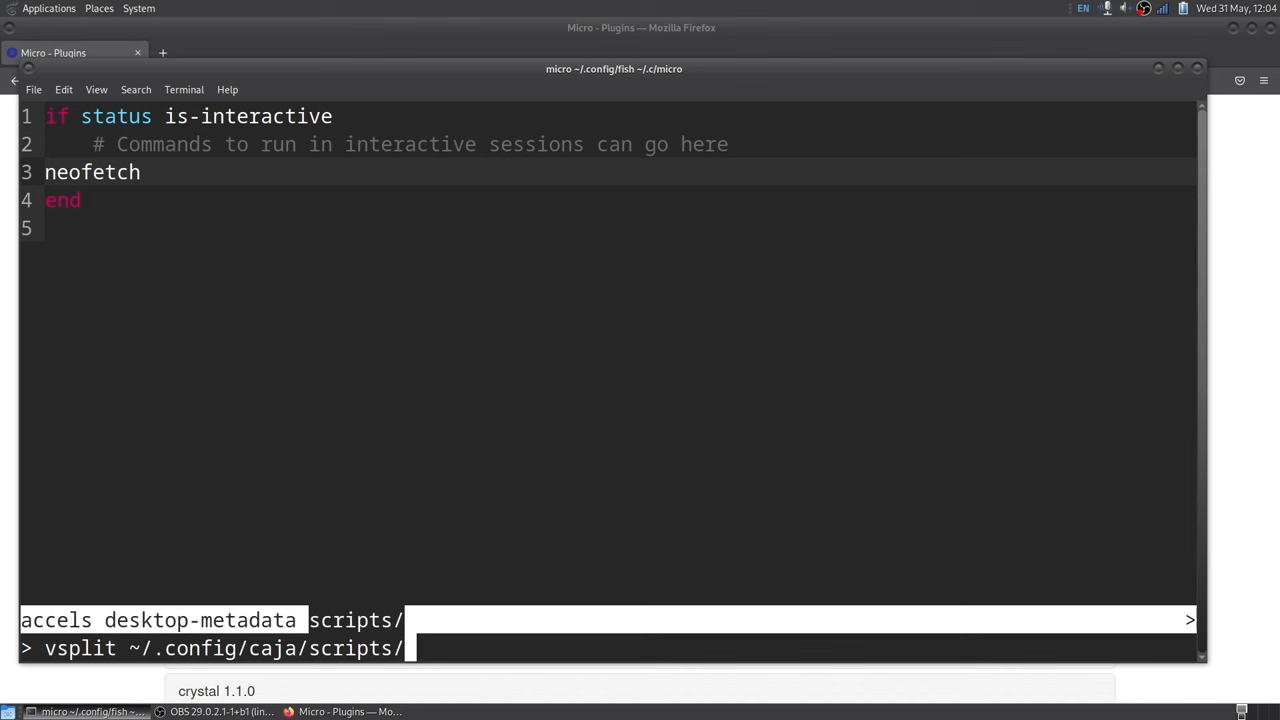 Applications Places System EN Wed 31 May, 12:04
Micro - Plugins — Mozilla Firefox
Micro - Plugins × +
micro ~/.config/fish ~/.c/micro
File Edit View Search Terminal Help
1 if status is-interactive
2 # Commands to run in interactive sessions can go here
3 neofetch
4 end
5
accels desktop-metadata scripts/ >
> vsplit ~/.config/caja/scripts/
crystal 1.1.0
micro ~/.config/fish ~... OBS 29.0.2.1-1+b1 (lin... Micro - Plugins — Mo...